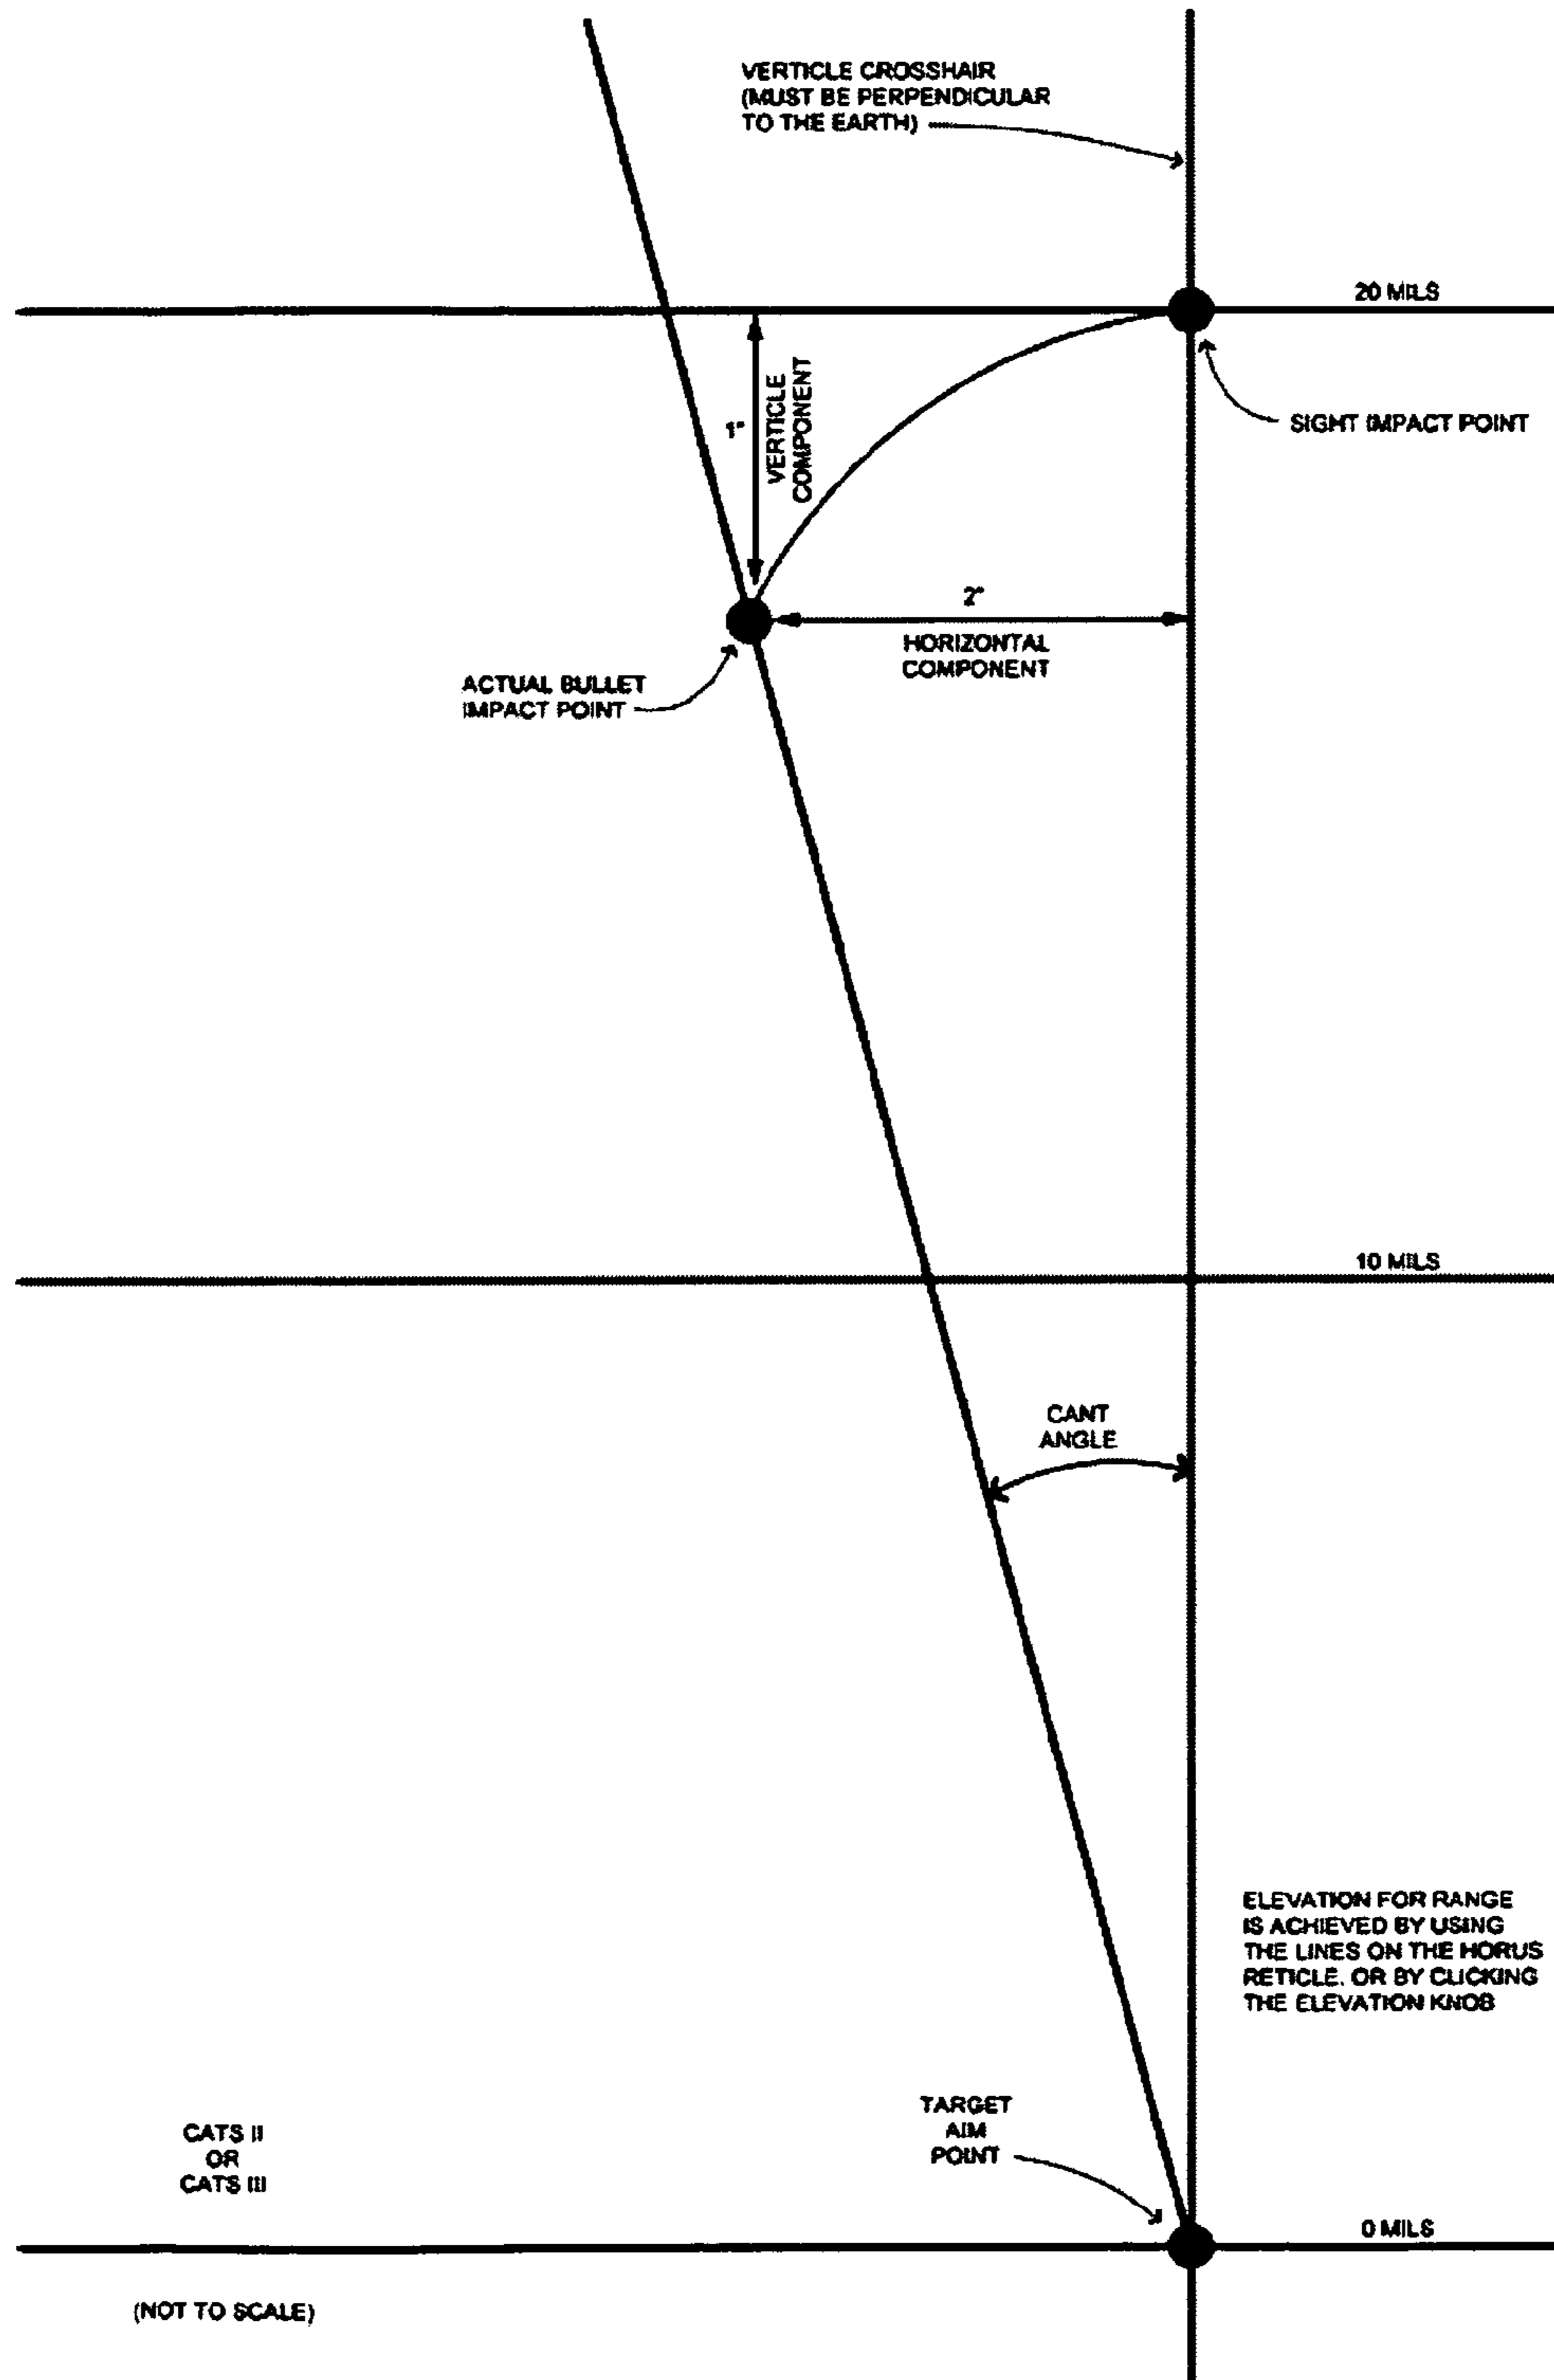 VERTICLE CROSSHAIR
(MUST BE PERPENDICULAR
TO THE EARTH)
20 MILS
1"
VERTICLE
COMPONENT
SIGHT IMPACT POINT
2"
HORIZONTAL
COMPONENT
ACTUAL BULLET
IMPACT POINT
10 MILS
CANT
ANGLE
ELEVATION FOR RANGE
IS ACHIEVED BY USING
THE LINES ON THE HORUS
RETICLE, OR BY CLICKING
THE ELEVATION KNOB
TARGET
AIM
POINT
CATS II
OR
CATS III
0 MILS
(NOT TO SCALE)